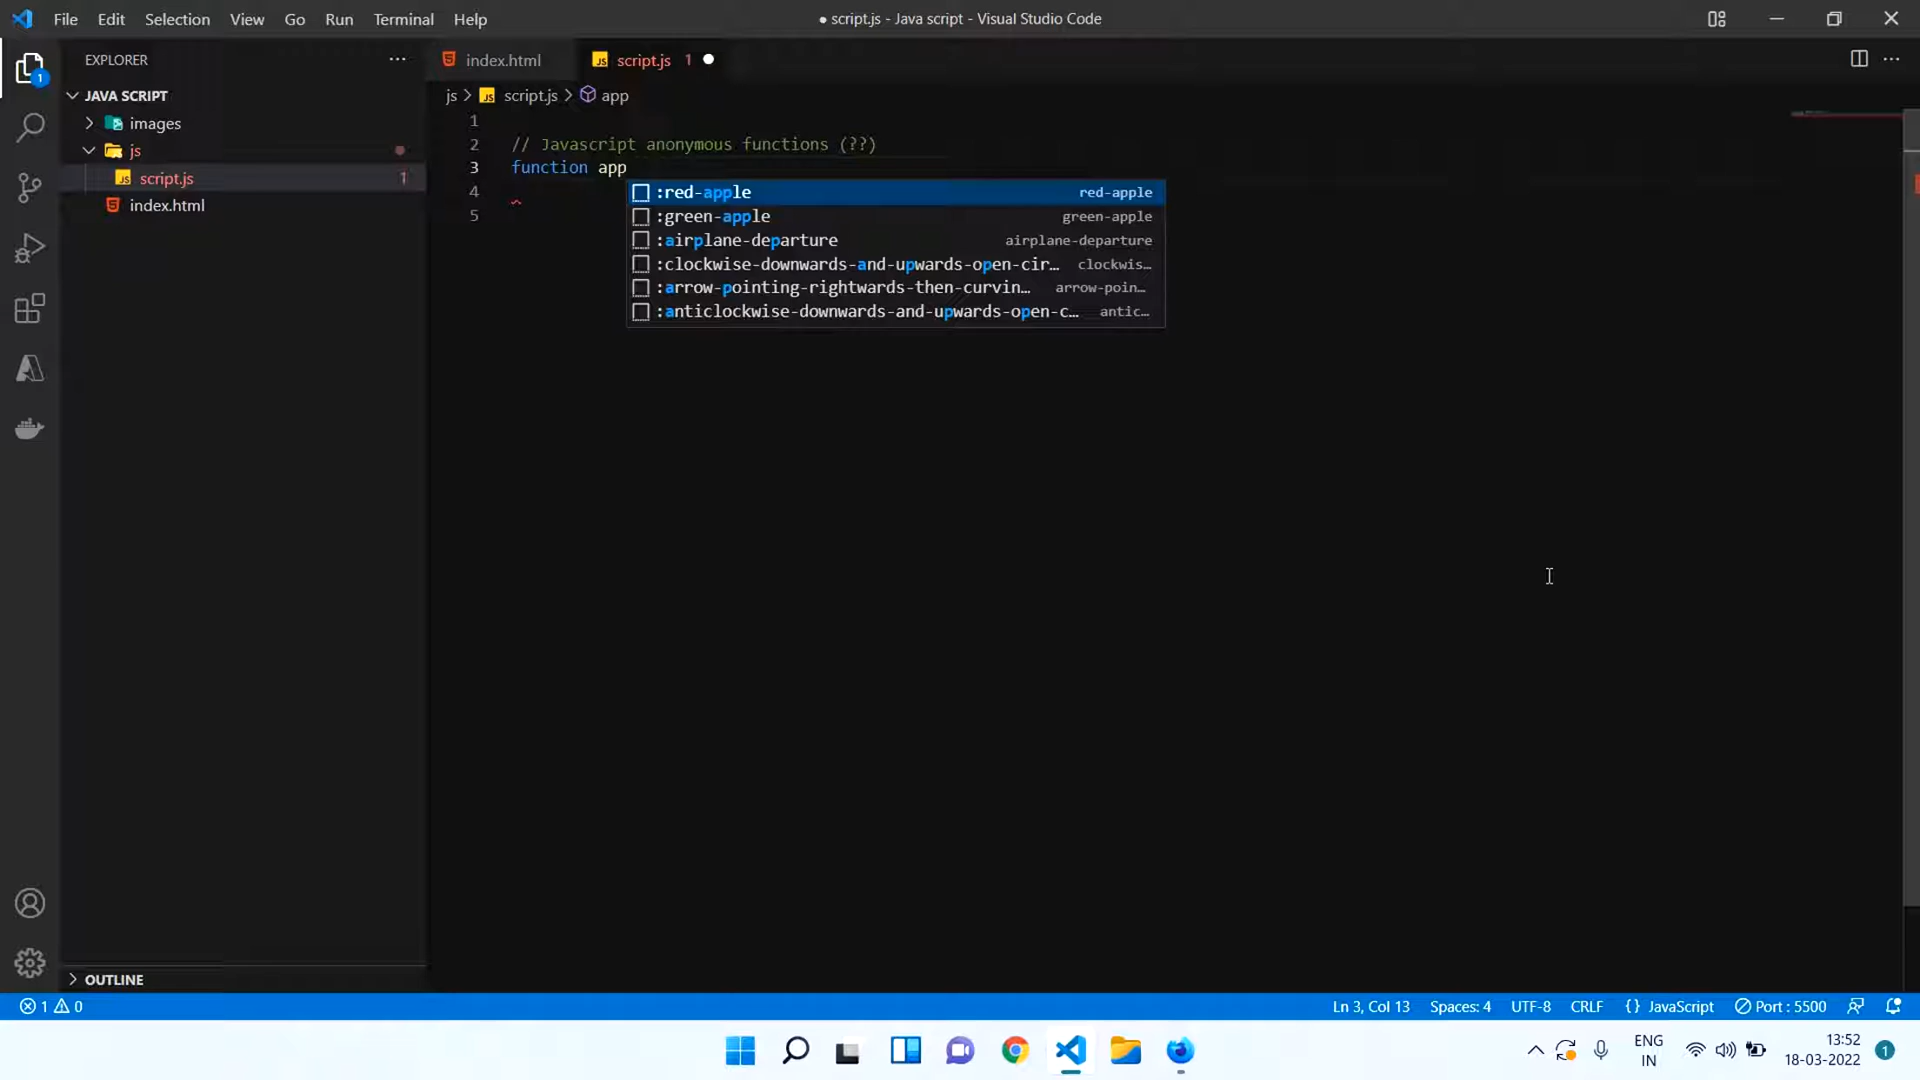 File Edit Selection View Go Run Terminal Help
● script.js - Java script - Visual Studio Code
EXPLORER
index.html
JS script.js 1
JAVA SCRIPT
js > JS script.js > app
images
js
JS script.js 1
index.html
1
2 // Javascript anonymous functions (??)
3 function app
4
5
:red-apple red-apple
:green-apple green-apple
:airplane-departure airplane-departure
:clockwise-downwards-and-upwards-open-cir… clockwis…
:arrow-pointing-rightwards-then-curvin… arrow-poin…
:anticlockwise-downwards-and-upwards-open-c… antic…
OUTLINE
1 0
Ln 3, Col 13 Spaces: 4 UTF-8 CRLF {} JavaScript Port : 5500
ENG
IN
13:52
18-03-2022
1